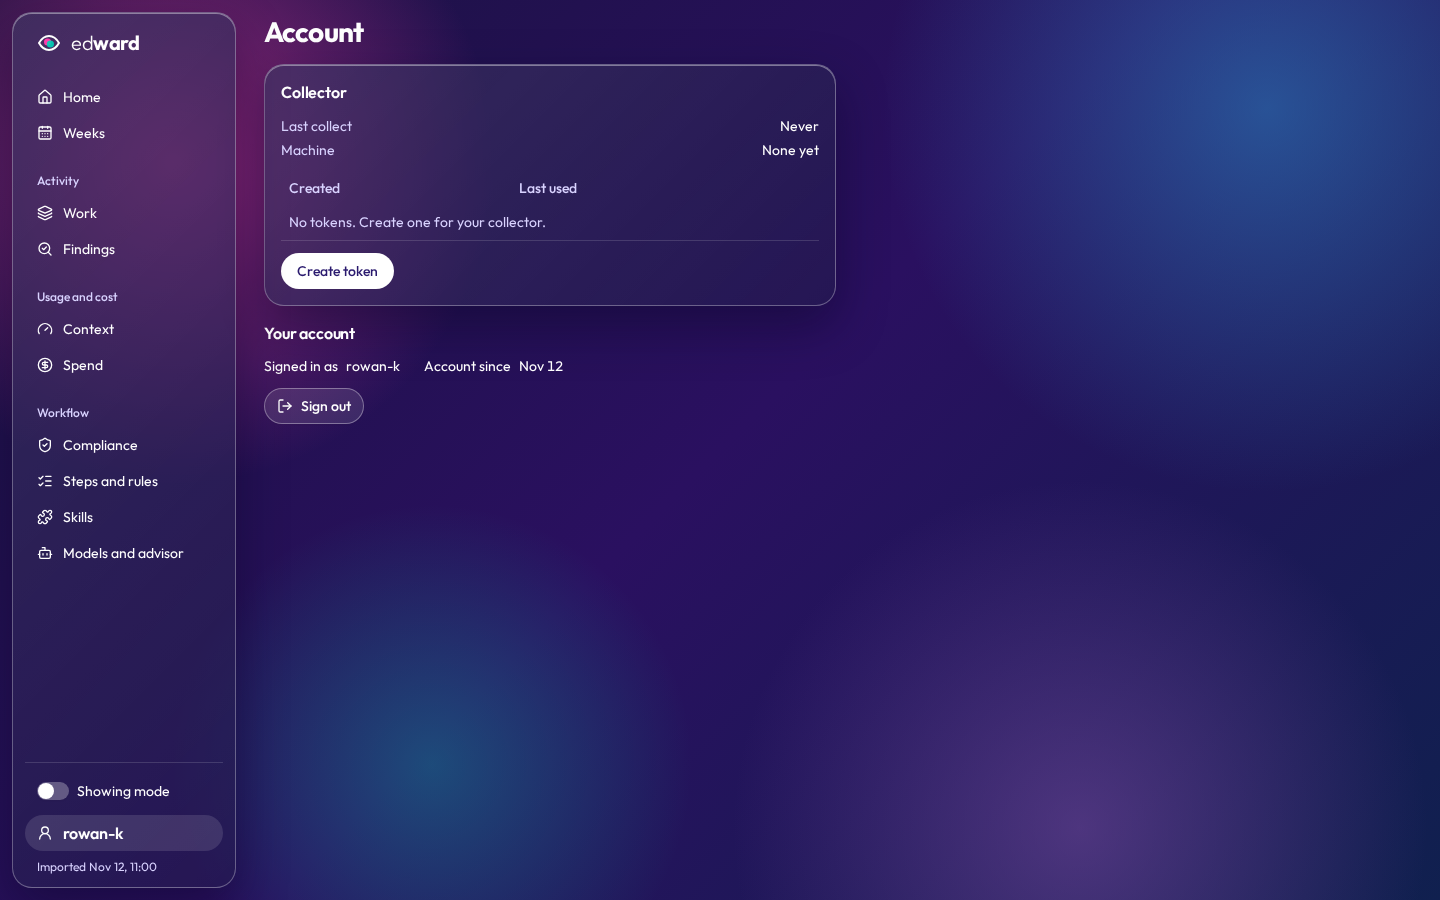 edward
Home
Weeks
Activity
Work
Findings
Usage and cost
Context
Spend
Workflow
Compliance
Steps and rules
Skills
Models and advisor
Showing mode
rowan-k
Imported Nov 12, 11:00
Account
Collector
Last collect Never
Machine None yet
Created Last used
No tokens. Create one for your collector.
Create token
Your account
Signed in as rowan-k Account since Nov 12
Sign out